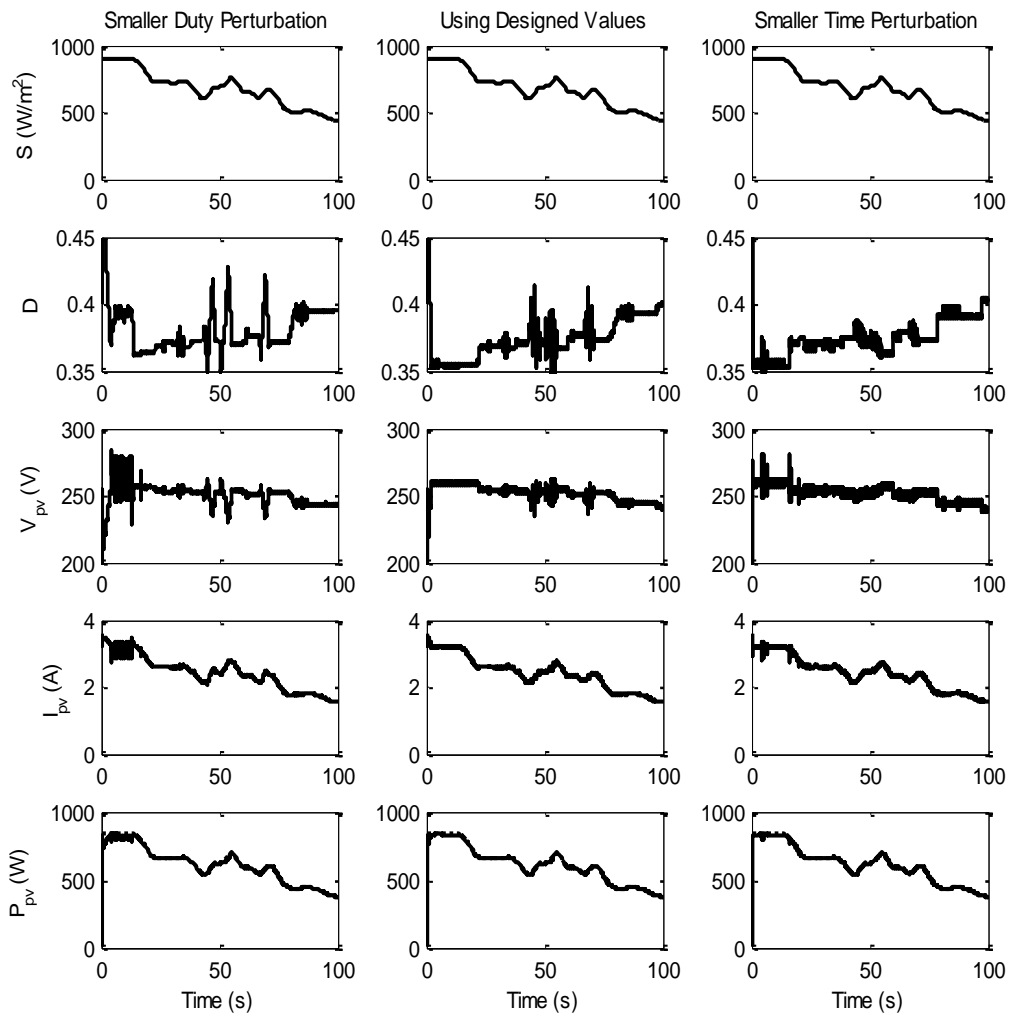 Smaller Duty Perturbation Using Designed Values Smaller Time Perturbation
S (W/m²)
1000 1000 1000
500 500 500
0 0 0
0 50 100 0 50 100 0 50 100
D
0.45 0.45 0.45
0.4 0.4 0.4
0.35 0.35 0.35
0 50 100 0 50 100 0 50 100
Vpv (V)
300 300 300
250 250 250
200 200 200
0 50 100 0 50 100 0 50 100
Ipv (A)
4 4 4
2 2 2
0 0 0
0 50 100 0 50 100 0 50 100
Ppv (W)
1000 1000 1000
500 500 500
0 0 0
0 50 100 0 50 100 0 50 100
Time (s) Time (s) Time (s)